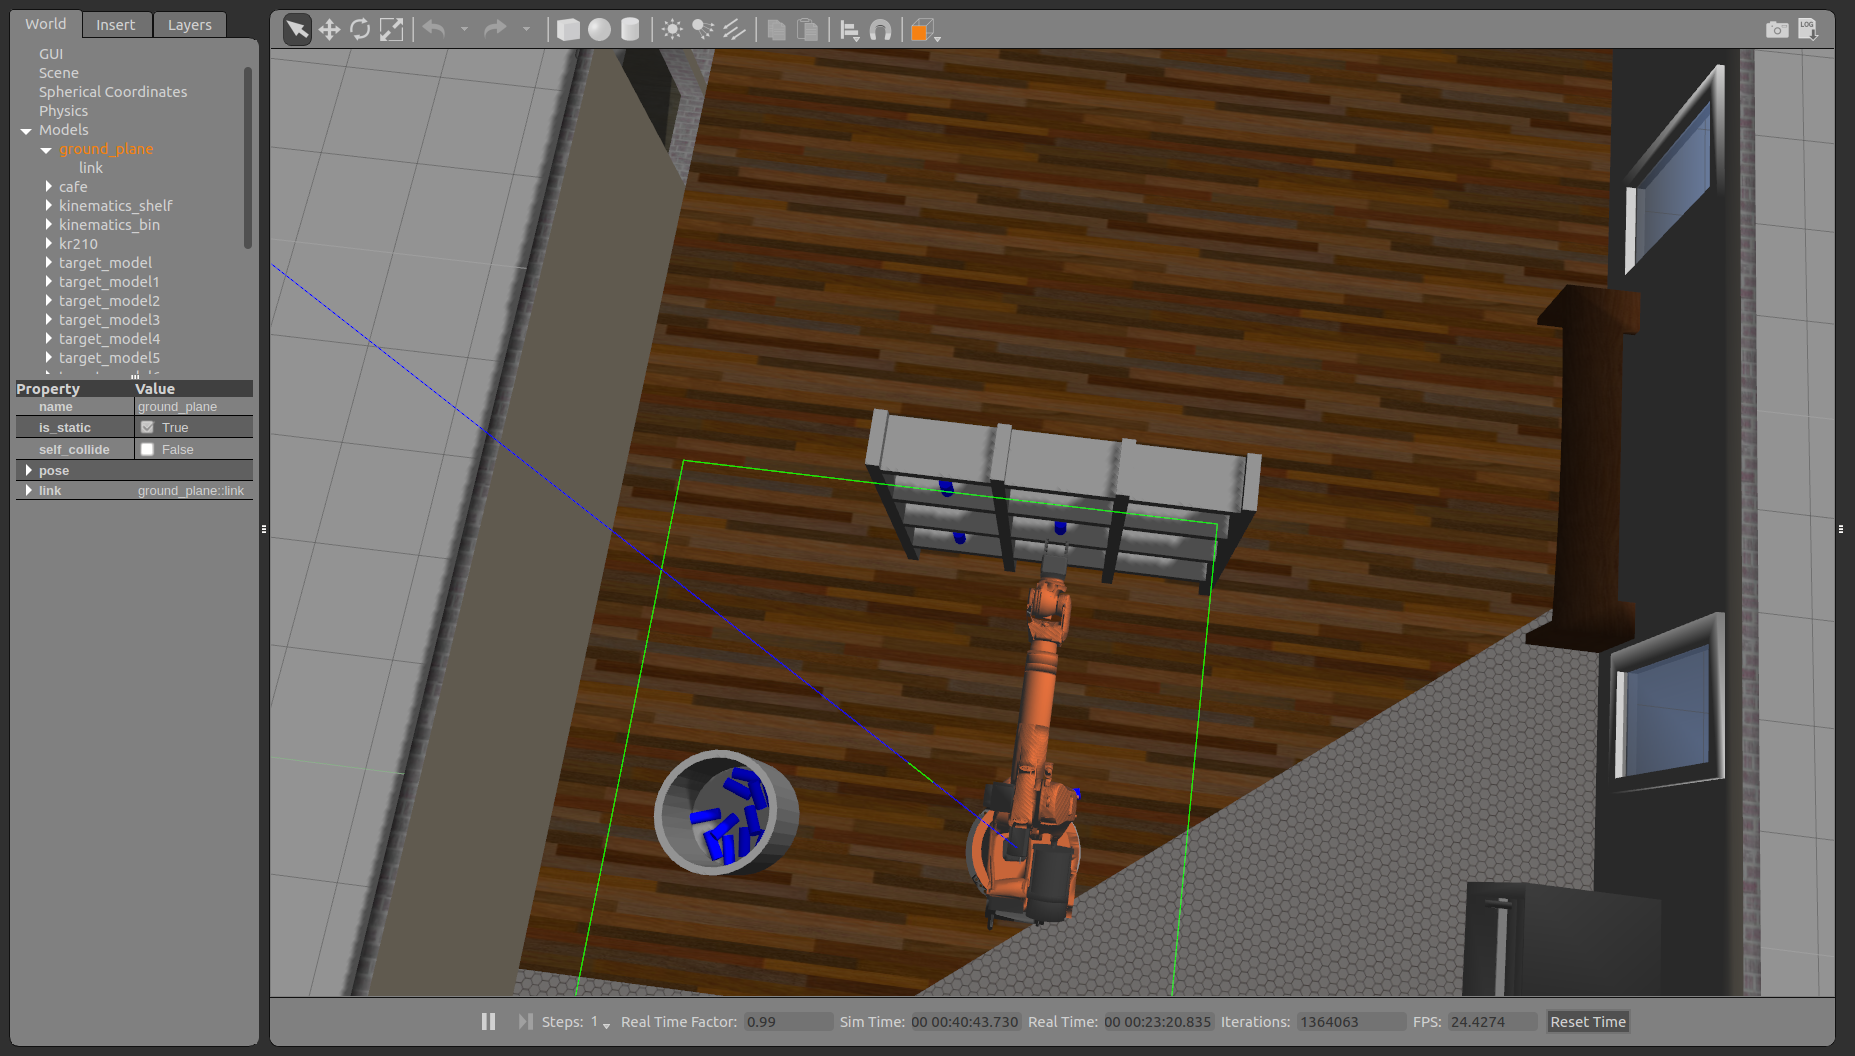 World Insert Layers
LOG
GUI
Scene
Spherical Coordinates
Physics
Models
ground_plane
link
cafe
kinematics_shelf
kinematics_bin
kr210
target_model
target_model1
target_model2
target_model3
target_model4
target_model5
Property Value
name ground_plane
is_static True
self_collide False
pose
link ground_plane::link
Steps: 1 Real Time Factor: 0.99 Sim Time: 00 00:40:43.730 Real Time: 00 00:23:20.835 Iterations: 1364063 FPS: 24.4274 Reset Time